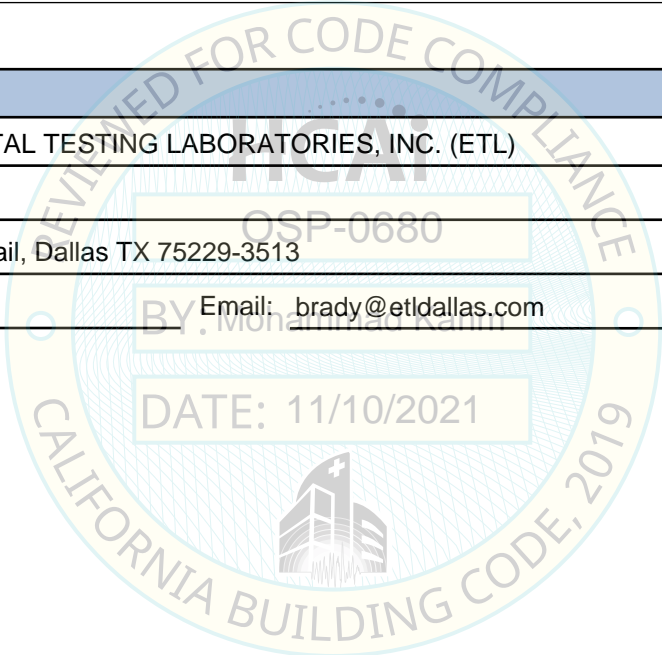 REVIEWED FOR CODE COMPLIANCE
HCAi
TAL TESTING LABORATORIES, INC. (ETL)
OSP-0680
ail, Dallas TX 75229-3513
Email: brady@etldallas.com
BY: Mohammad Karim
DATE: 11/10/2021
CALIFORNIA BUILDING CODE, 2019